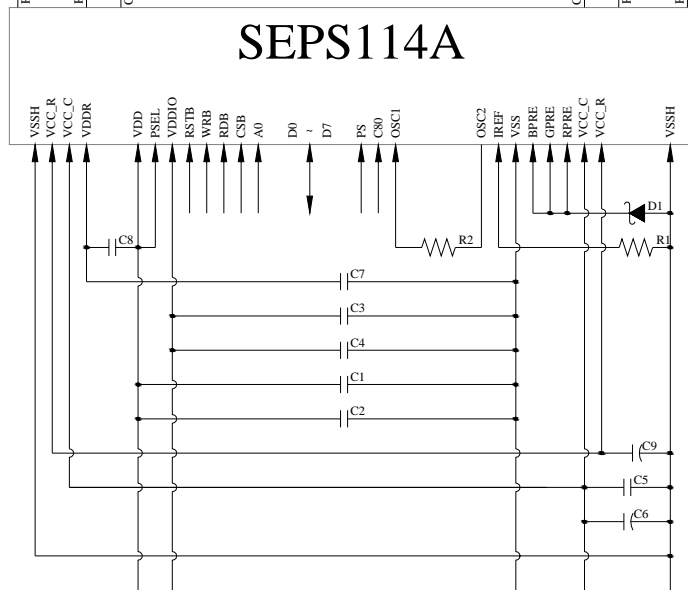 SEPS114A
VSSH
VCC_R
VCC_C
VDDR
VDD
PSEL
VDDIO
RSTB
WRB
RDB
CSB
A0
D0
~
D7
PS
C80
OSC1
OSC2
IREF
VSS
BPRE
GPRE
RPRE
VCC_C
VCC_R
VSSH
D1
C8
R2
R1
C7
C3
C4
C1
C2
C9
C5
C6